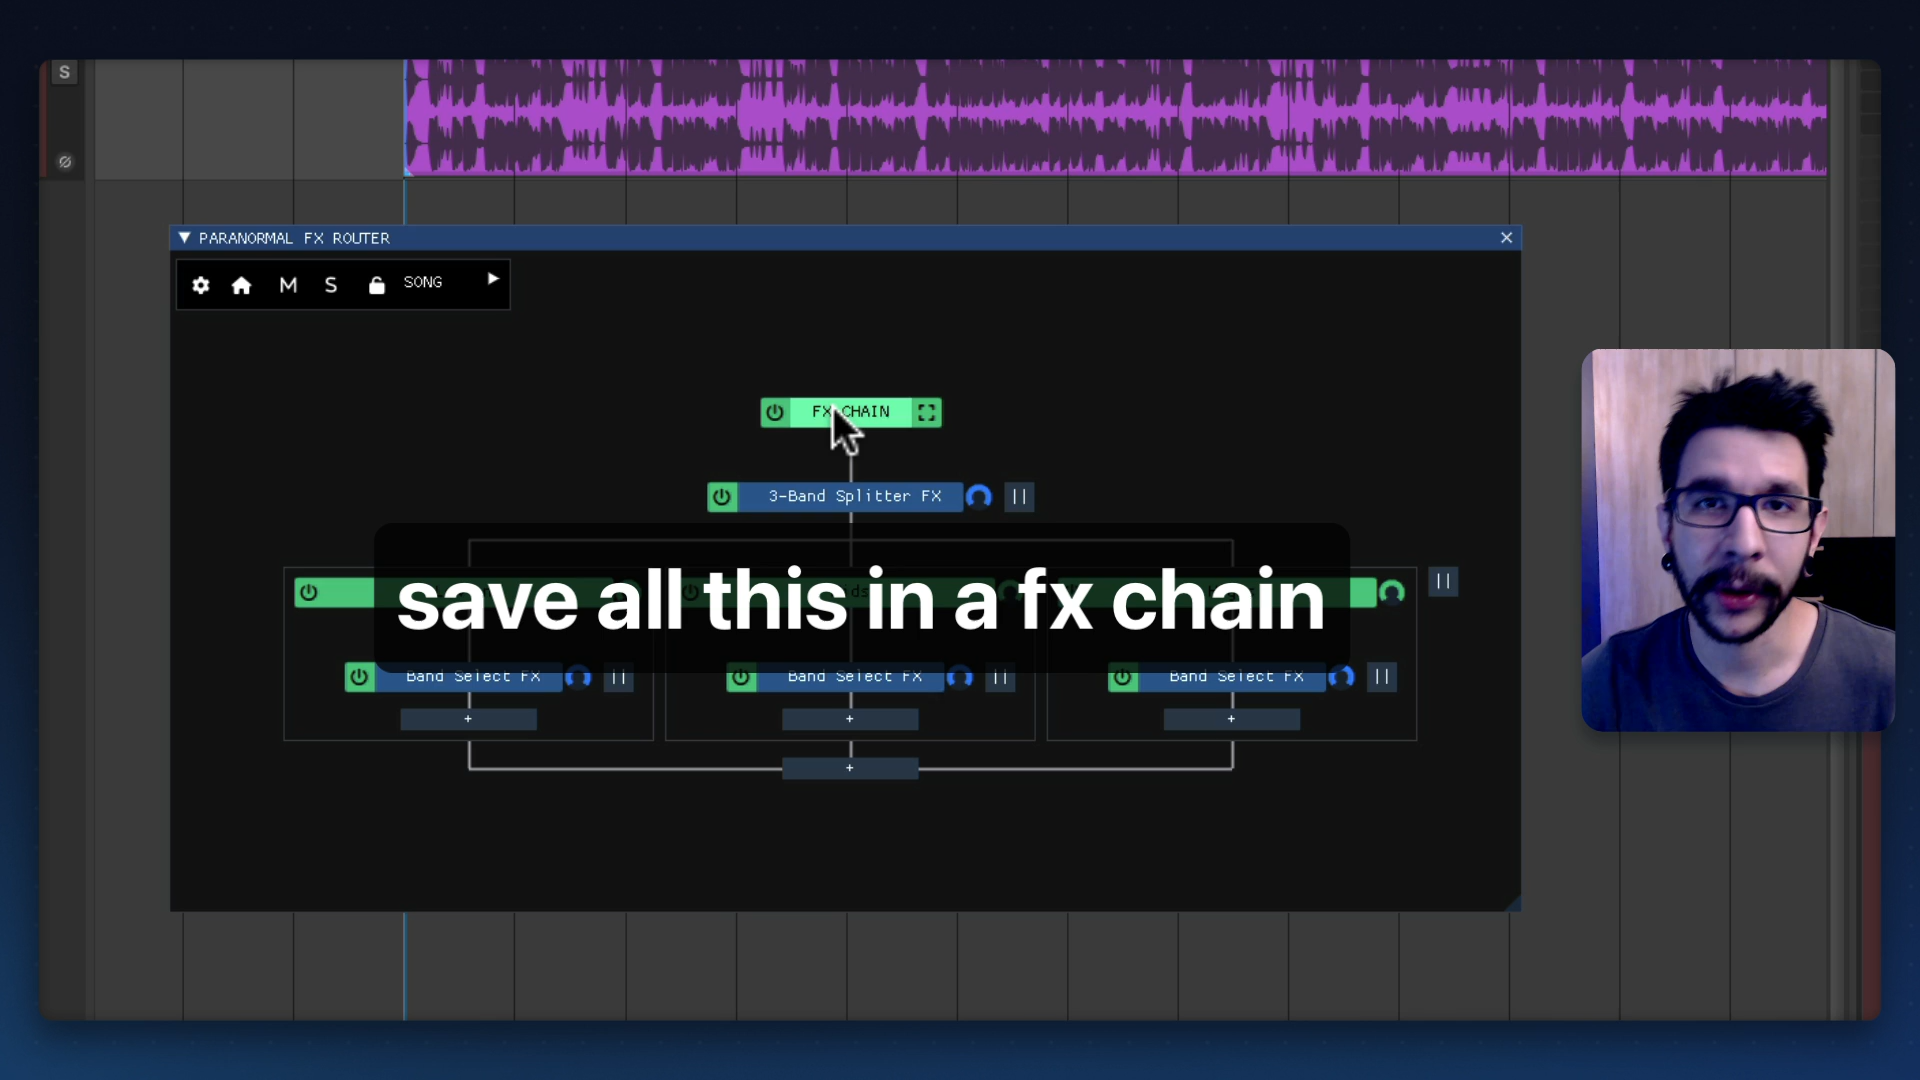 S
PARANORMAL FX ROUTER
M S SONG
FX CHAIN
3-Band Splitter FX
save all this in a fx chain
Band Select FX
Band Select FX
Band Select FX
+
+
+
+